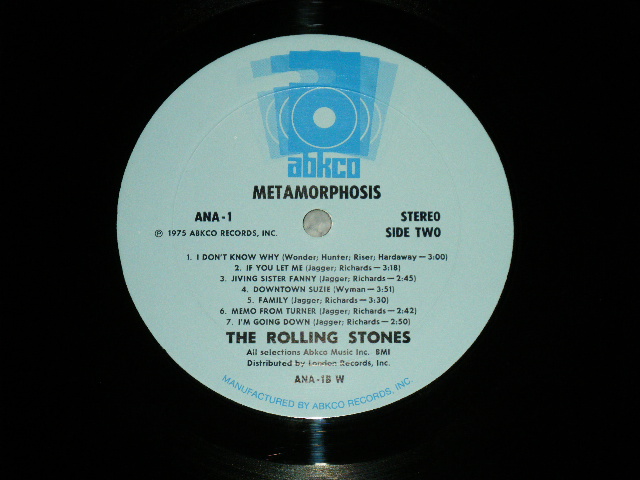 abkco
METAMORPHOSIS
ANA-1
STEREO
℗ 1975 ABKCO RECORDS, INC.
SIDE TWO
1. I DON'T KNOW WHY (Wonder; Hunter; Riser; Hardaway — 3:00)
2. IF YOU LET ME (Jagger; Richards — 3:18)
3. JIVING SISTER FANNY (Jagger; Richards — 2:45)
4. DOWNTOWN SUZIE (Wyman — 3:51)
5. FAMILY (Jagger; Richards — 3:30)
6. MEMO FROM TURNER (Jagger; Richards — 2:42)
7. I'M GOING DOWN (Jagger; Richards — 2:50)
THE ROLLING STONES
All selections Abkco Music Inc. BMI
Distributed by London Records, Inc.
ANA-1B W
MANUFACTURED BY ABKCO RECORDS, INC